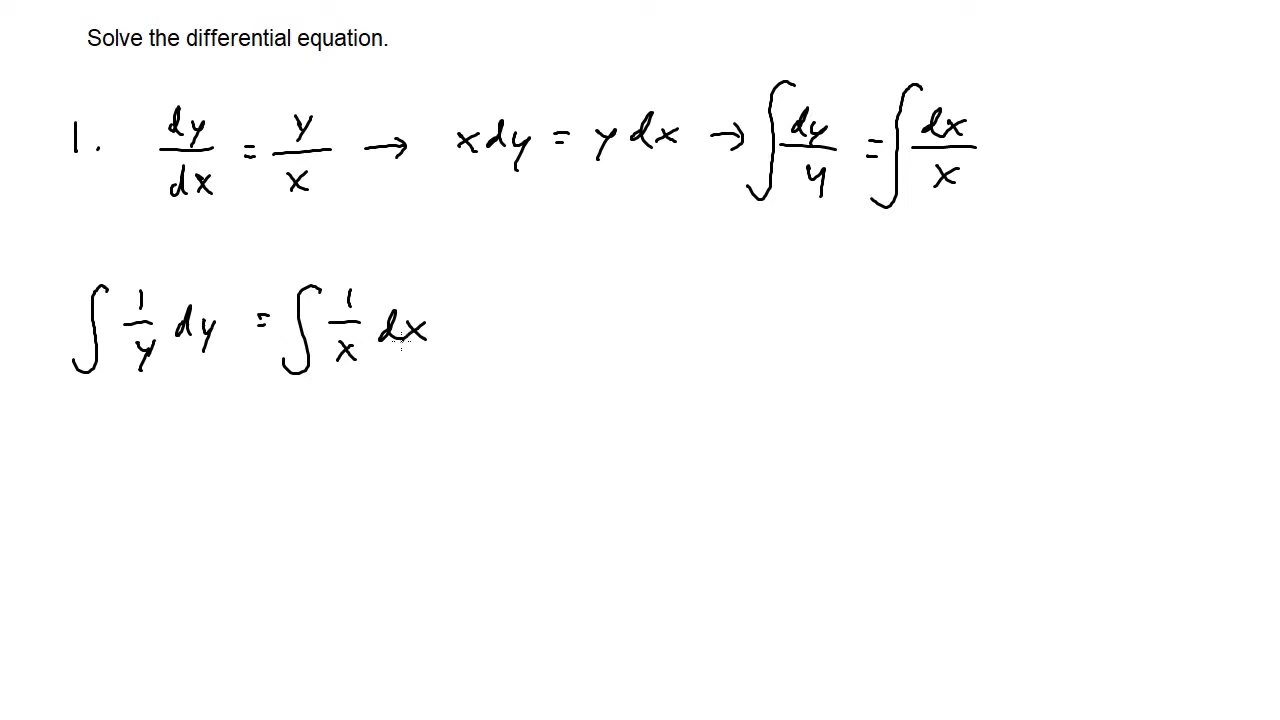 Solve the differential equation.
1. dy/dx = y/x → x dy = y dx → ∫ dy/y = ∫ dx/x
∫ 1/y dy = ∫ 1/x dx